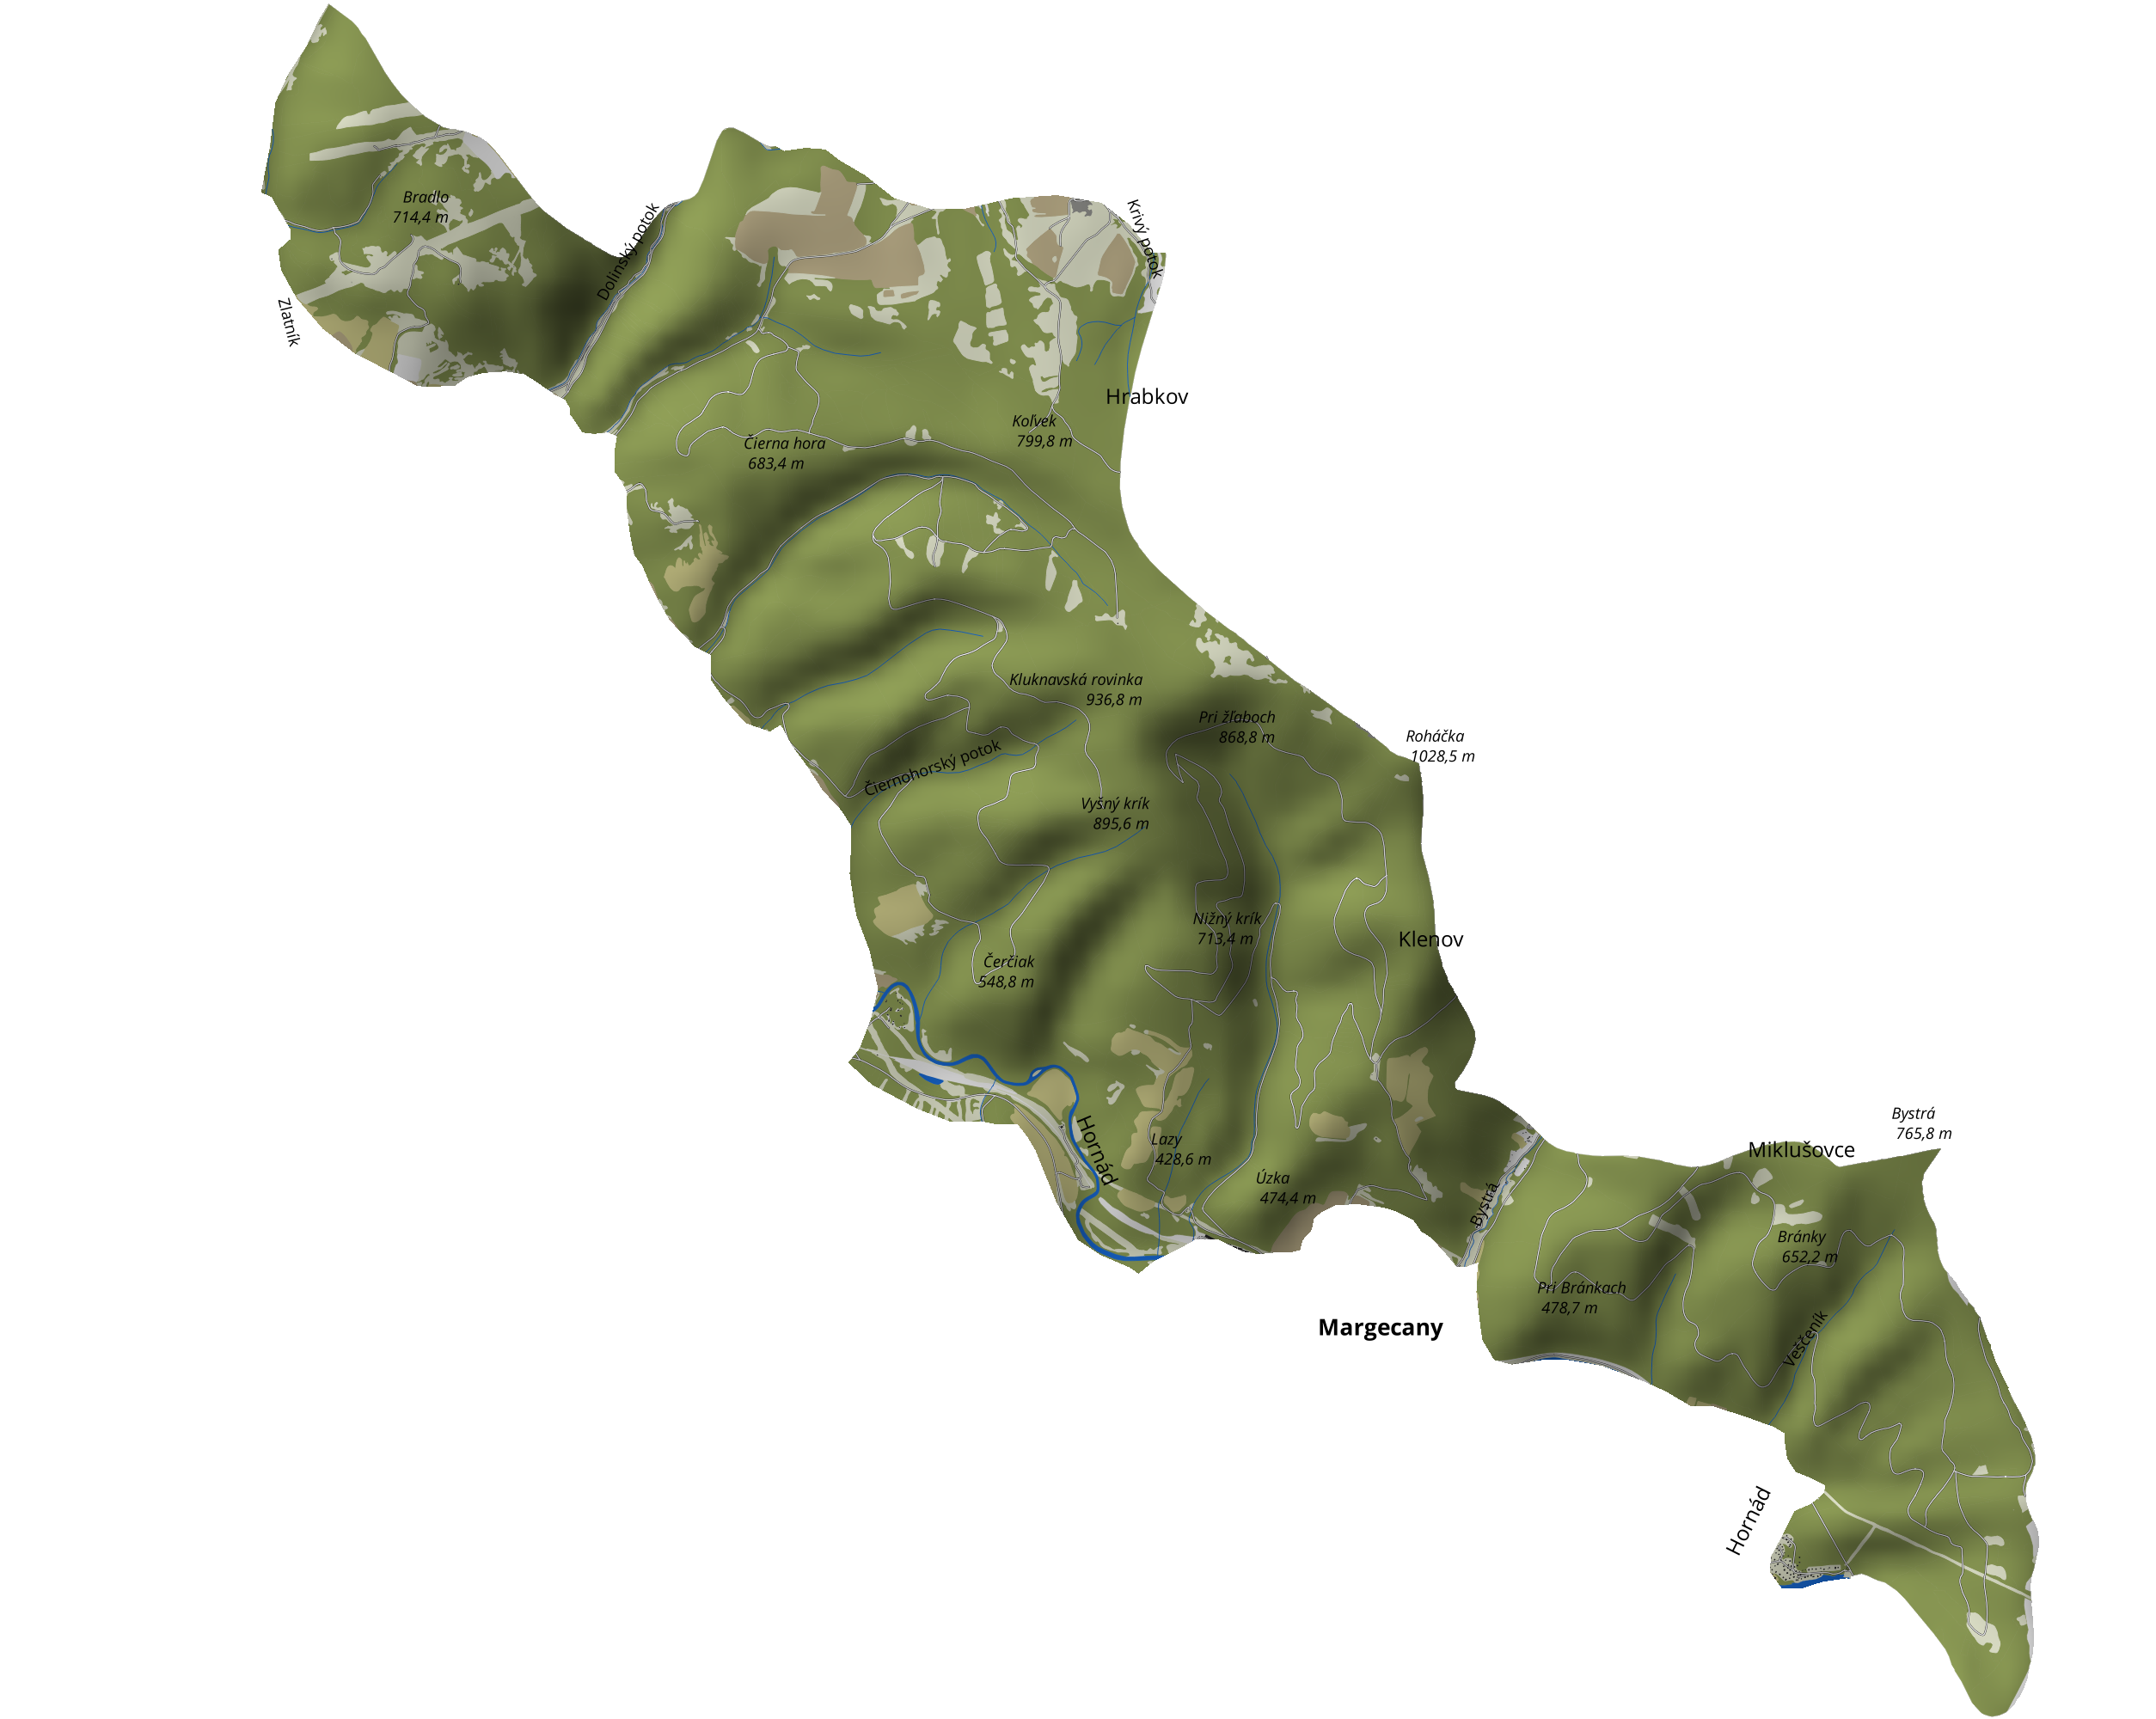 Bradlo
714,4 m
Dolinský potok
Krivý potok
Zlatník
Hrabkov
Koľvek
799,8 m
Čierna hora
683,4 m
Kluknavská rovinka
936,8 m
Pri žľaboch
868,8 m
Roháčka
1028,5 m
Čiernohorský potok
Vyšný krík
895,6 m
Nižný krík
713,4 m
Klenov
Čerčiak
548,8 m
Hornád
Lazy
428,6 m
Úzka
474,4 m
Bystrá
765,8 m
Miklušovce
Bystrá
Bránky
652,2 m
Pri Bránkach
478,7 m
Veščeník
Margecany
Hornád